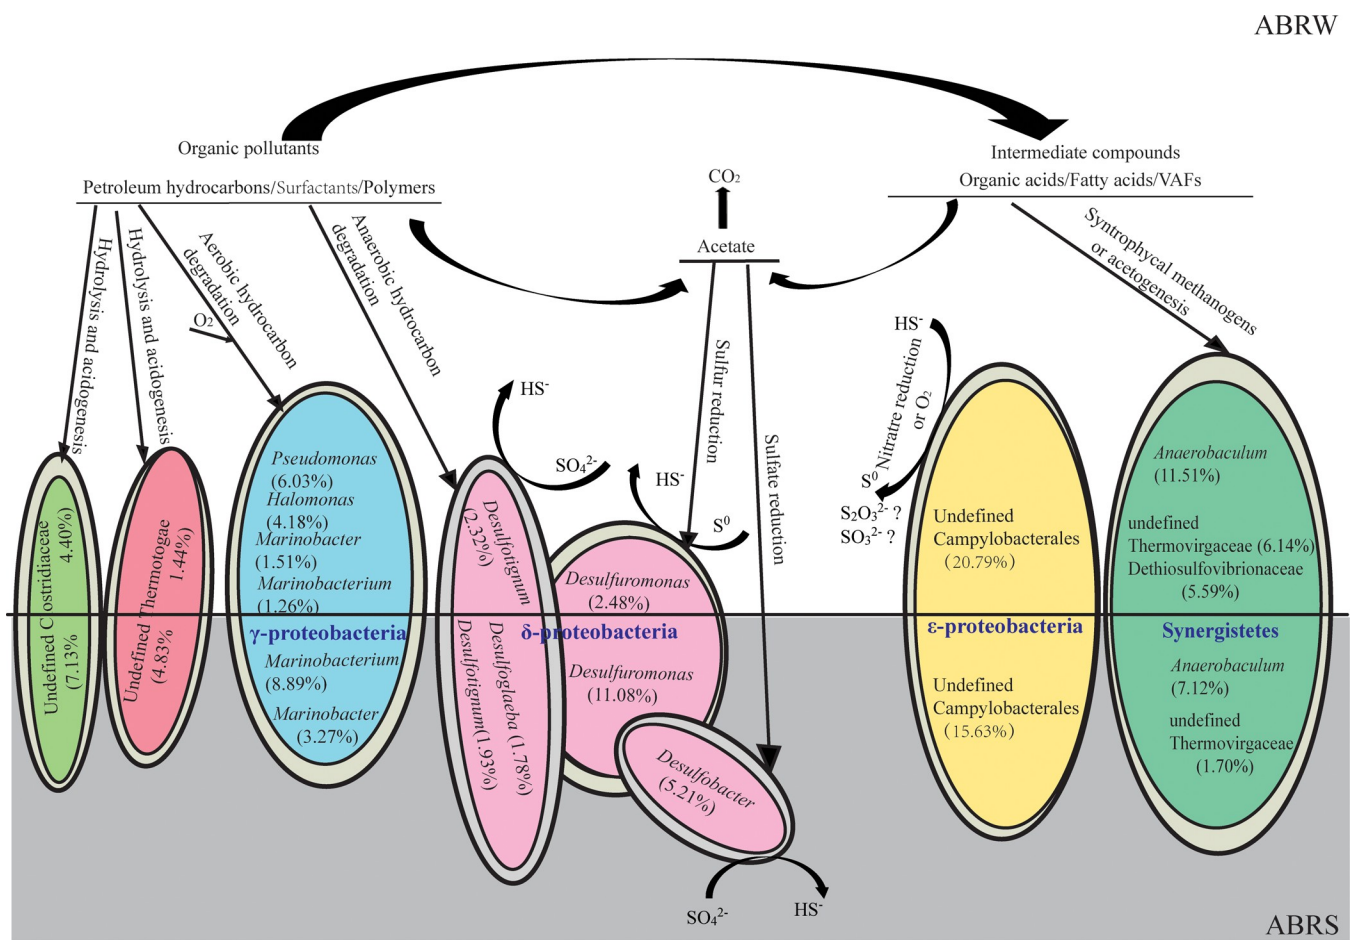 ABRW
Organic pollutants
Petroleum hydrocarbons/Surfactants/Polymers
Intermediate compounds
Organic acids/Fatty acids/VAFs
CO₂
Acetate
Hydrolysis and acidogenesis
Hydrolysis and acidogenesis
Aerobic hydrocarbon
degradation
O₂
Anaerobic hydrocarbon
degradation
Sulfur reduction
Sulfate reduction
Syntrophycal methanogens
or acetogenesis
HS⁻
Nitratre reduction
or O₂
S⁰
S₂O₃²⁻ ?
SO₃²⁻ ?
HS⁻
SO₄²⁻
HS⁻
S⁰
Undefined Costridiaceae
4.40%
(7.13%)
Undefined Thermotogae
1.44%
(4.83%
Pseudomonas
(6.03%)
Halomonas
(4.18%)
Marinobacter
(1.51%)
Marinobacterium
(1.26%)
γ-proteobacteria
Marinobacterium
(8.89%)
Marinobacter
(3.27%)
Desulfotignum
(2.32%)
Desulfoglaeba (1.78%)
Desulfotignum(1.93%)
Desulfuromonas
(2.48%)
δ-proteobacteria
Desulfuromonas
(11.08%)
Desulfobacter
(5.21%)
SO₄²⁻
HS⁻
Undefined
Campylobacterales
(20.79%)
ε-proteobacteria
Undefined
Campylobacterales
(15.63%)
Anaerobaculum
(11.51%)
undefined
Thermovirgaceae (6.14%)
Dethiosulfovibrionaceae
(5.59%)
Synergistetes
Anaerobaculum
(7.12%)
undefined
Thermovirgaceae
(1.70%)
ABRS